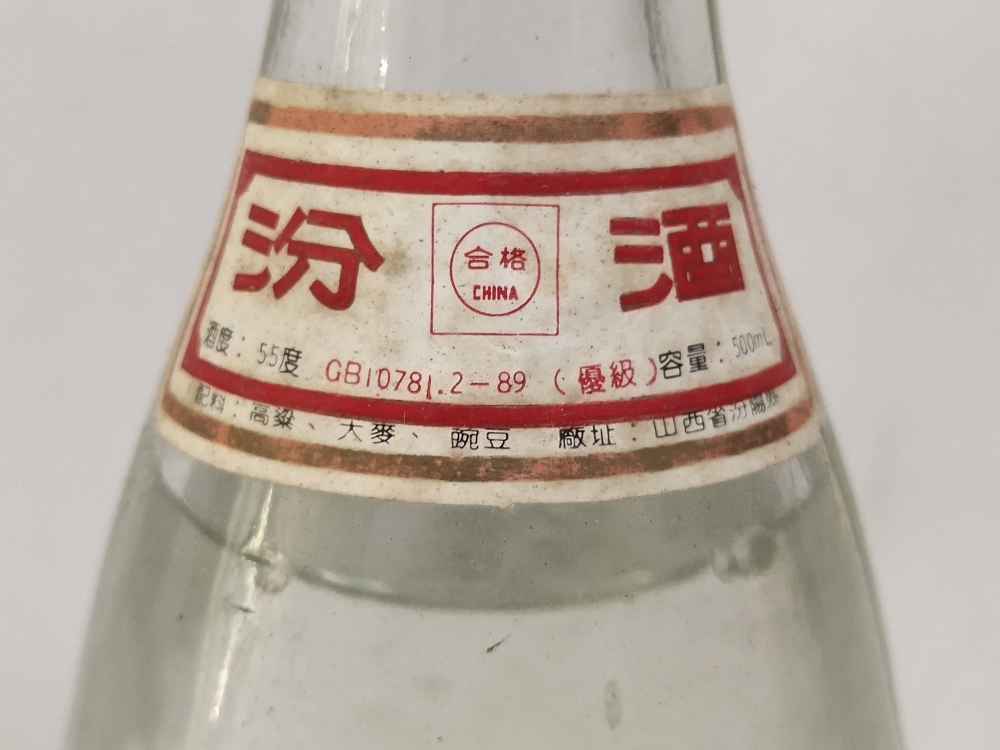 汾酒
合格
CHINA
酒度：55度 GB10781.2－89（優級）容量：500mL
配料：高粱、大麥、豌豆 廠址：山西省汾陽縣